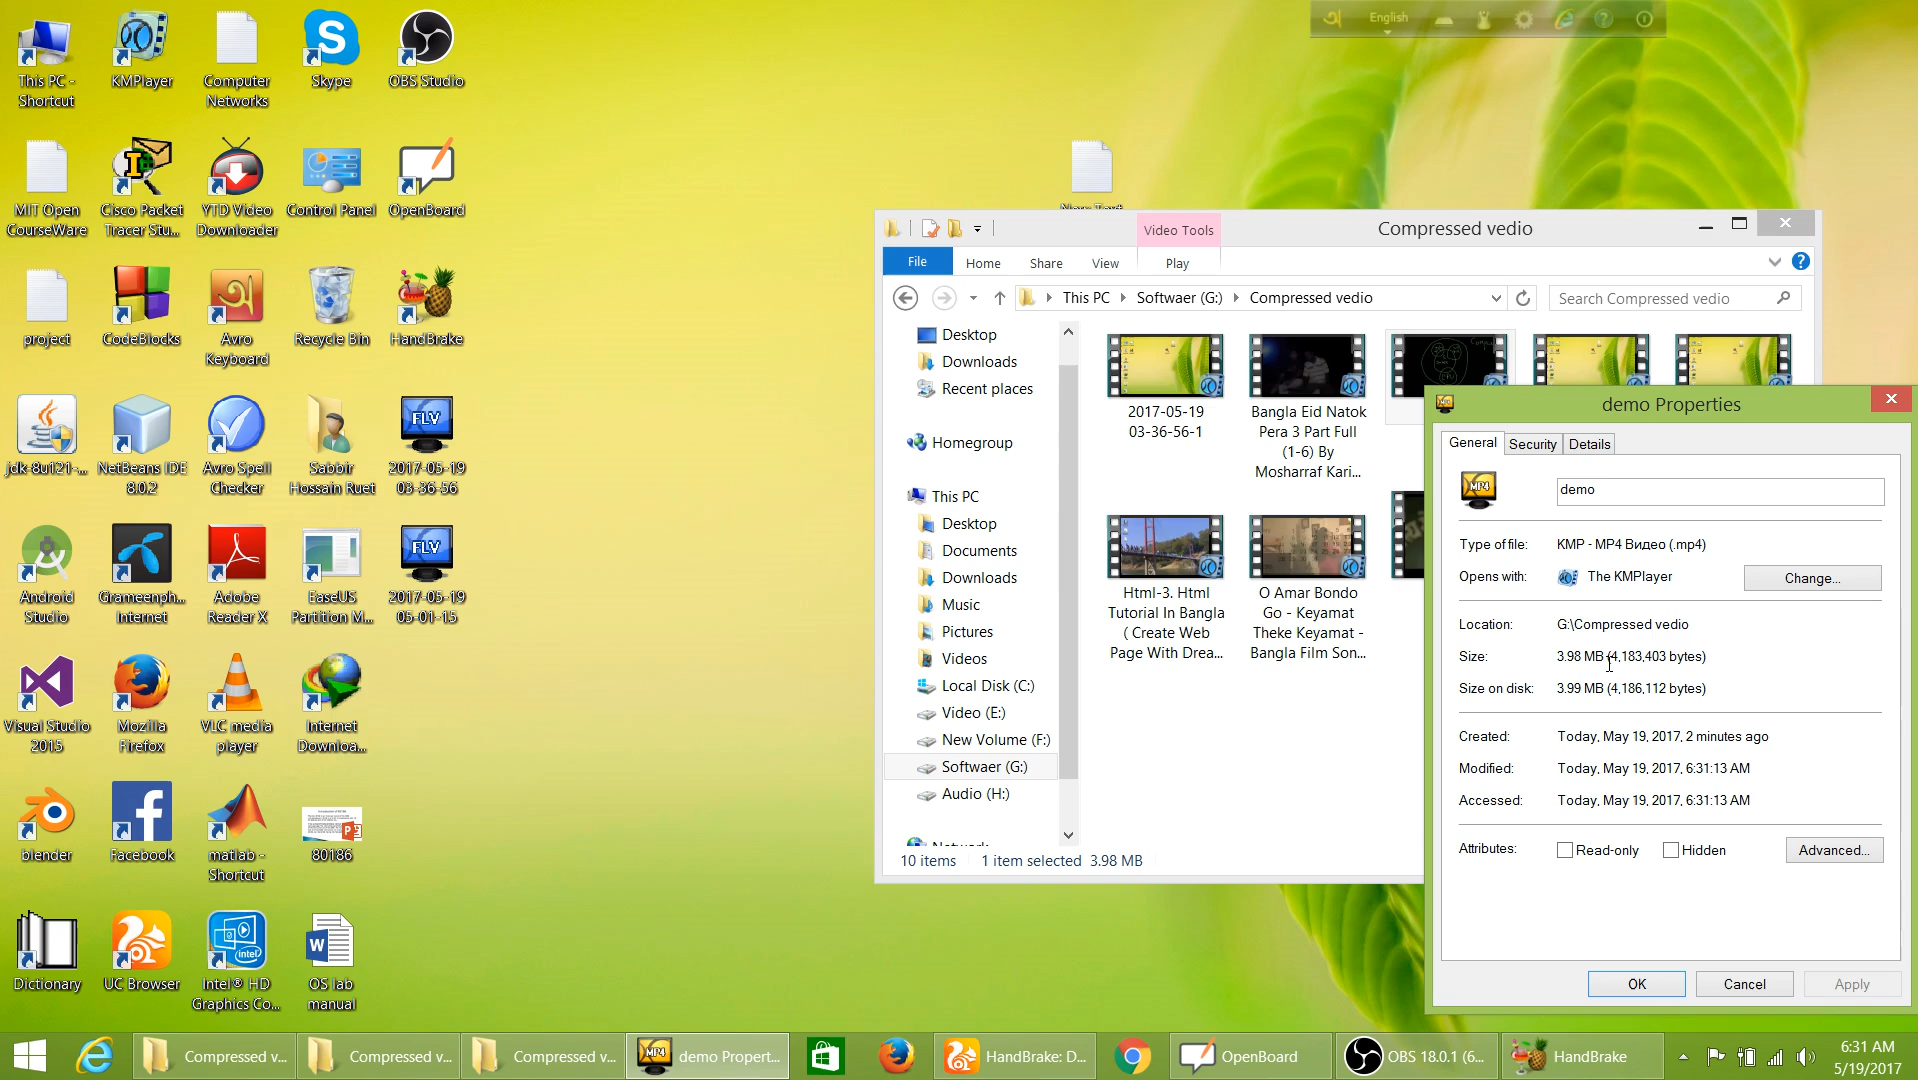 This PC -
Shortcut
KMPlayer
Computer
Networks
Skype
OBS Studio
MIT Open
CourseWare
Cisco Packet
Tracer Stu...
YTD Video
Downloader
Control Panel
OpenBoard
project
CodeBlocks
Avro
Keyboard
Recycle Bin
HandBrake
jdk-8u121-...
NetBeans IDE
8.0.2
Avro Spell
Checker
Sabbir
Hossain Ruet
FLV
2017-05-19
03-36-56
Android
Studio
Grameenph...
Internet
Adobe
Reader X
EaseUS
Partition M...
FLV
2017-05-19
05-01-15
Visual Studio
2015
Mozilla
Firefox
VLC media
player
Internet
Downloa...
blender
Facebook
matlab -
Shortcut
80186
Dictionary
UC Browser
Intel® HD
Graphics Co...
OS lab
manual
English
New Text
Video Tools
Compressed vedio
File
Home
Share
View
Play
This PC
Softwaer (G:)
Compressed vedio
Search Compressed vedio
Desktop
Downloads
Recent places
Homegroup
This PC
Desktop
Documents
Downloads
Music
Pictures
Videos
Local Disk (C:)
Video (E:)
New Volume (F:)
Softwaer (G:)
Audio (H:)
Network
2017-05-19
03-36-56-1
Bangla Eid Natok
Pera 3 Part Full
(1-6) By
Mosharraf Kari...
Html-3. Html
Tutorial In Bangla
( Create Web
Page With Drea...
O Amar Bondo
Go - Keyamat
Theke Keyamat -
Bangla Film Son...
10 items
1 item selected 3.98 MB
demo Properties
General
Security
Details
MP4
demo
Type of file:
KMP - MP4 Видео (.mp4)
Opens with:
The KMPlayer
Change...
Location:
G:\Compressed vedio
Size:
3.98 MB (4,183,403 bytes)
Size on disk:
3.99 MB (4,186,112 bytes)
Created:
Today, May 19, 2017, 2 minutes ago
Modified:
Today, May 19, 2017, 6:31:13 AM
Accessed:
Today, May 19, 2017, 6:31:13 AM
Attributes:
Read-only
Hidden
Advanced...
OK
Cancel
Apply
Compressed v...
Compressed v...
Compressed v...
demo Propert...
HandBrake: D...
OpenBoard
OBS 18.0.1 (6...
HandBrake
6:31 AM
5/19/2017